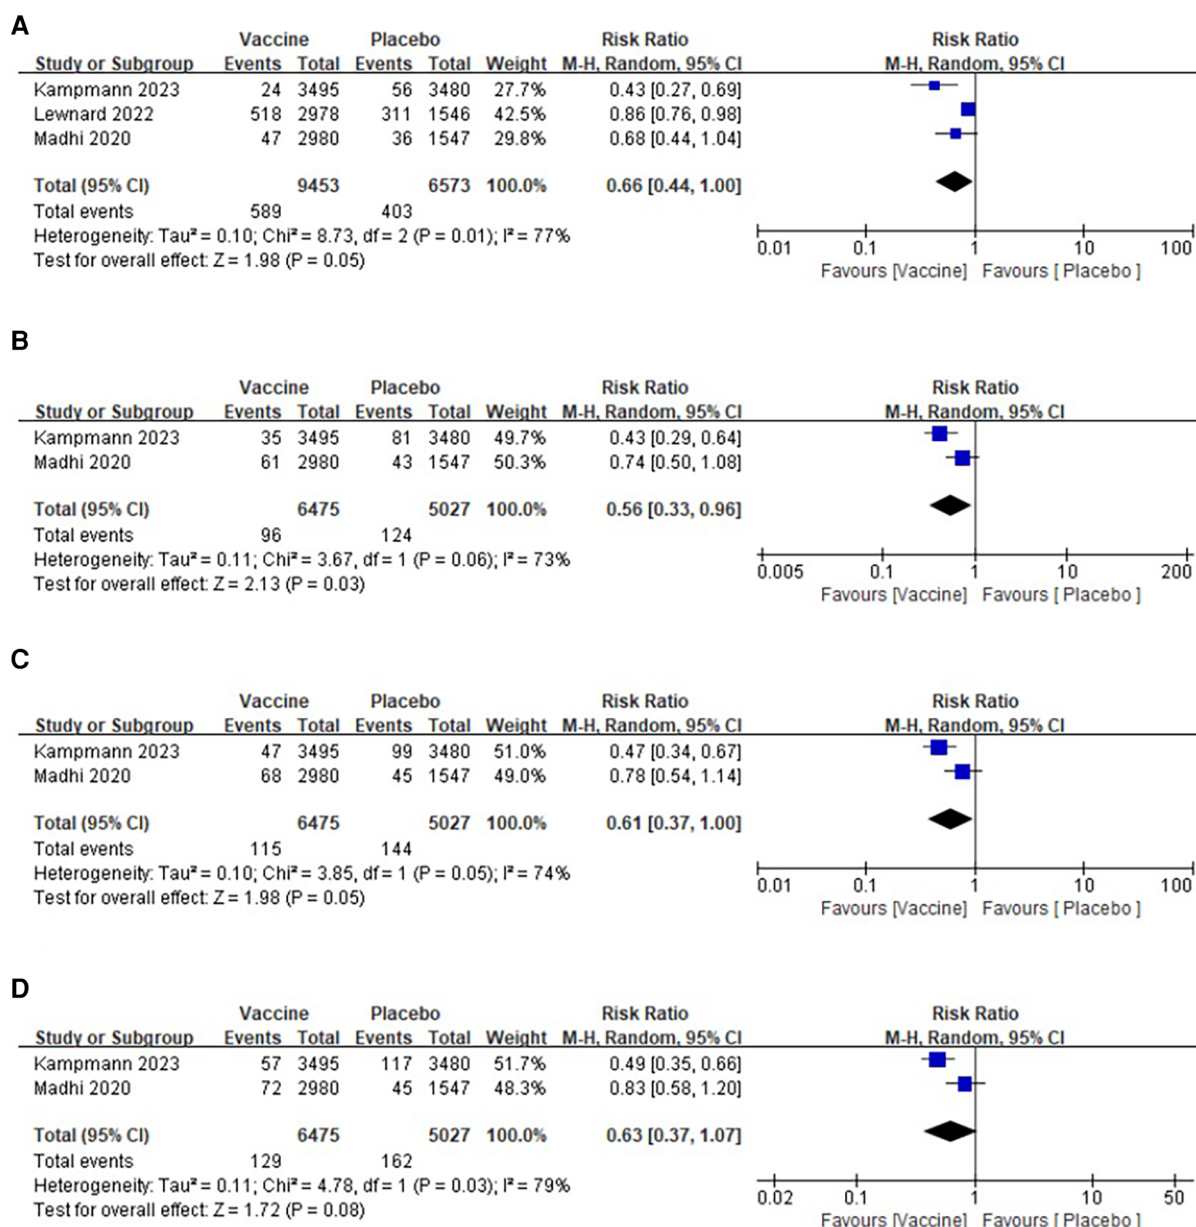 A
Vaccine Placebo Risk Ratio Risk Ratio
Study or Subgroup Events Total Events Total Weight M-H, Random, 95% CI M-H, Random, 95% CI
Kampmann 2023 24 3495 56 3480 27.7% 0.43 [0.27, 0.69]
Lewnard 2022 518 2978 311 1546 42.5% 0.86 [0.76, 0.98]
Madhi 2020 47 2980 36 1547 29.8% 0.68 [0.44, 1.04]
Total (95% CI) 9453 6573 100.0% 0.66 [0.44, 1.00]
Total events 589 403
Heterogeneity: Tau² = 0.10; Chi² = 8.73, df = 2 (P = 0.01); I² = 77%
Test for overall effect: Z = 1.98 (P = 0.05)
0.01 0.1 1 10 100
Favours [Vaccine] Favours [ Placebo ]
B
Vaccine Placebo Risk Ratio Risk Ratio
Study or Subgroup Events Total Events Total Weight M-H, Random, 95% CI M-H, Random, 95% CI
Kampmann 2023 35 3495 81 3480 49.7% 0.43 [0.29, 0.64]
Madhi 2020 61 2980 43 1547 50.3% 0.74 [0.50, 1.08]
Total (95% CI) 6475 5027 100.0% 0.56 [0.33, 0.96]
Total events 96 124
Heterogeneity: Tau² = 0.11; Chi² = 3.67, df = 1 (P = 0.06); I² = 73%
Test for overall effect: Z = 2.13 (P = 0.03)
0.005 0.1 1 10 200
Favours [Vaccine] Favours [ Placebo ]
C
Vaccine Placebo Risk Ratio Risk Ratio
Study or Subgroup Events Total Events Total Weight M-H, Random, 95% CI M-H, Random, 95% CI
Kampmann 2023 47 3495 99 3480 51.0% 0.47 [0.34, 0.67]
Madhi 2020 68 2980 45 1547 49.0% 0.78 [0.54, 1.14]
Total (95% CI) 6475 5027 100.0% 0.61 [0.37, 1.00]
Total events 115 144
Heterogeneity: Tau² = 0.10; Chi² = 3.85, df = 1 (P = 0.05); I² = 74%
Test for overall effect: Z = 1.98 (P = 0.05)
0.01 0.1 1 10 100
Favours [Vaccine] Favours [ Placebo ]
D
Vaccine Placebo Risk Ratio Risk Ratio
Study or Subgroup Events Total Events Total Weight M-H, Random, 95% CI M-H, Random, 95% CI
Kampmann 2023 57 3495 117 3480 51.7% 0.49 [0.35, 0.66]
Madhi 2020 72 2980 45 1547 48.3% 0.83 [0.58, 1.20]
Total (95% CI) 6475 5027 100.0% 0.63 [0.37, 1.07]
Total events 129 162
Heterogeneity: Tau² = 0.11; Chi² = 4.78, df = 1 (P = 0.03); I² = 79%
Test for overall effect: Z = 1.72 (P = 0.08)
0.02 0.1 1 10 50
Favours [Vaccine] Favours [ Placebo ]